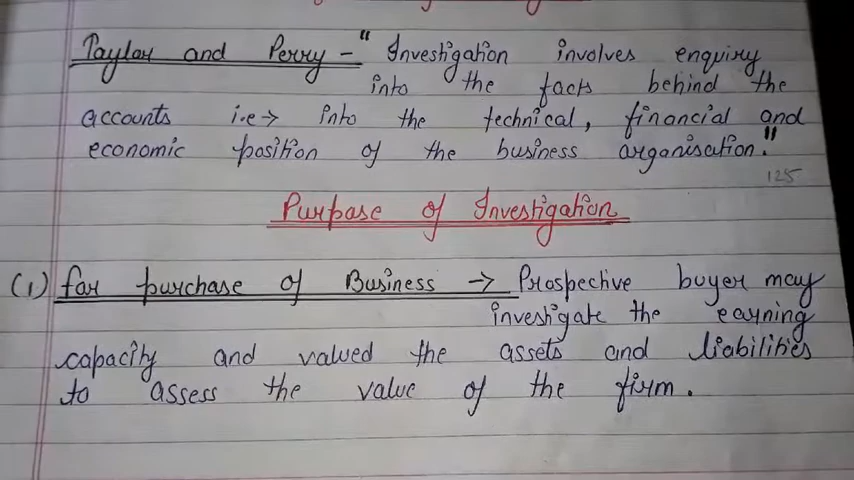 Taylor and Perry - "Investigation involves enquiry
into the facts behind the
accounts i.e → into the technical, financial and
economic position of the business organisation."
125
Purpose of Investigation
(1) for purchase of Business → Prospective buyer may
investigate the earning
capacity and valued the assets and liabilities
to assess the value of the firm.